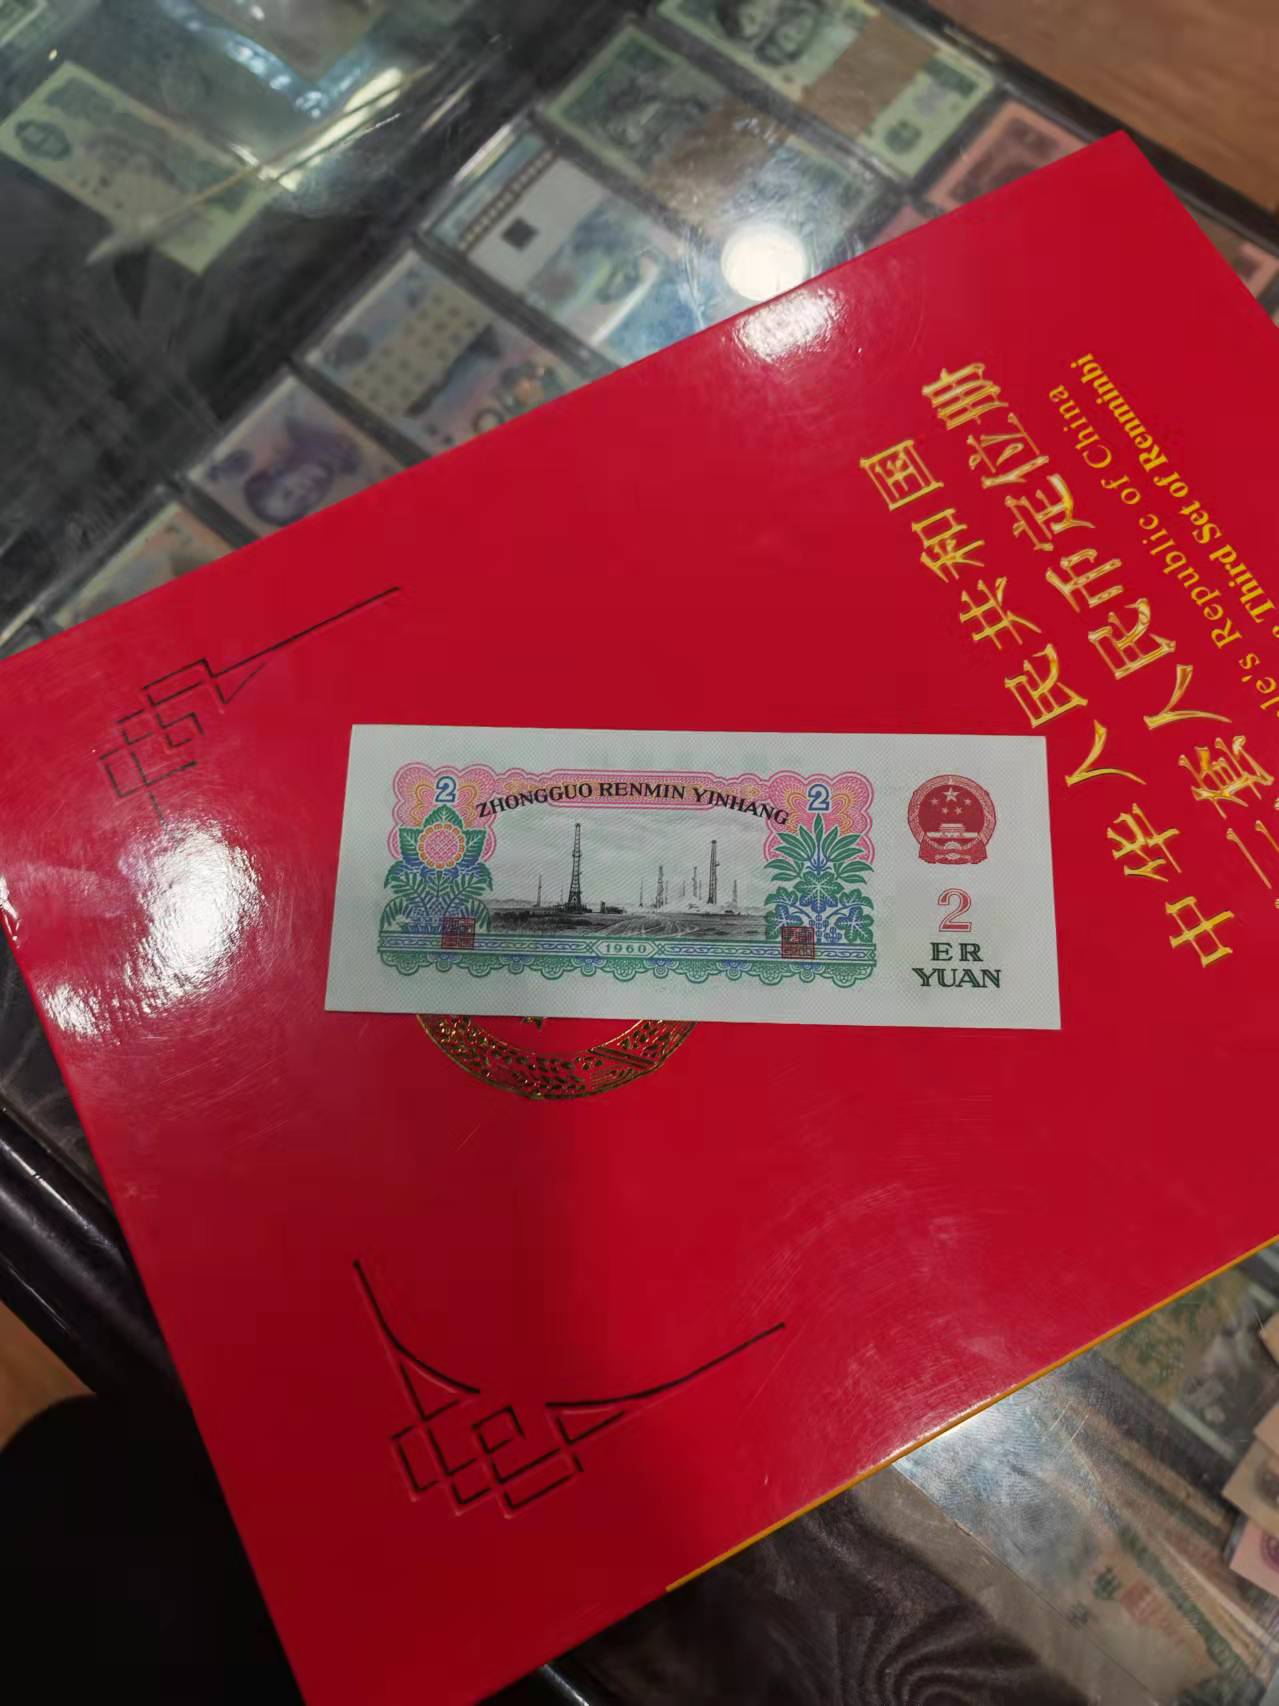 中华人民共和国
三套人民币定位册
le's Republic of China
Third Set of Renminbi
2
ZHONGGUO RENMIN YINHANG
2
1960
2
ER
YUAN